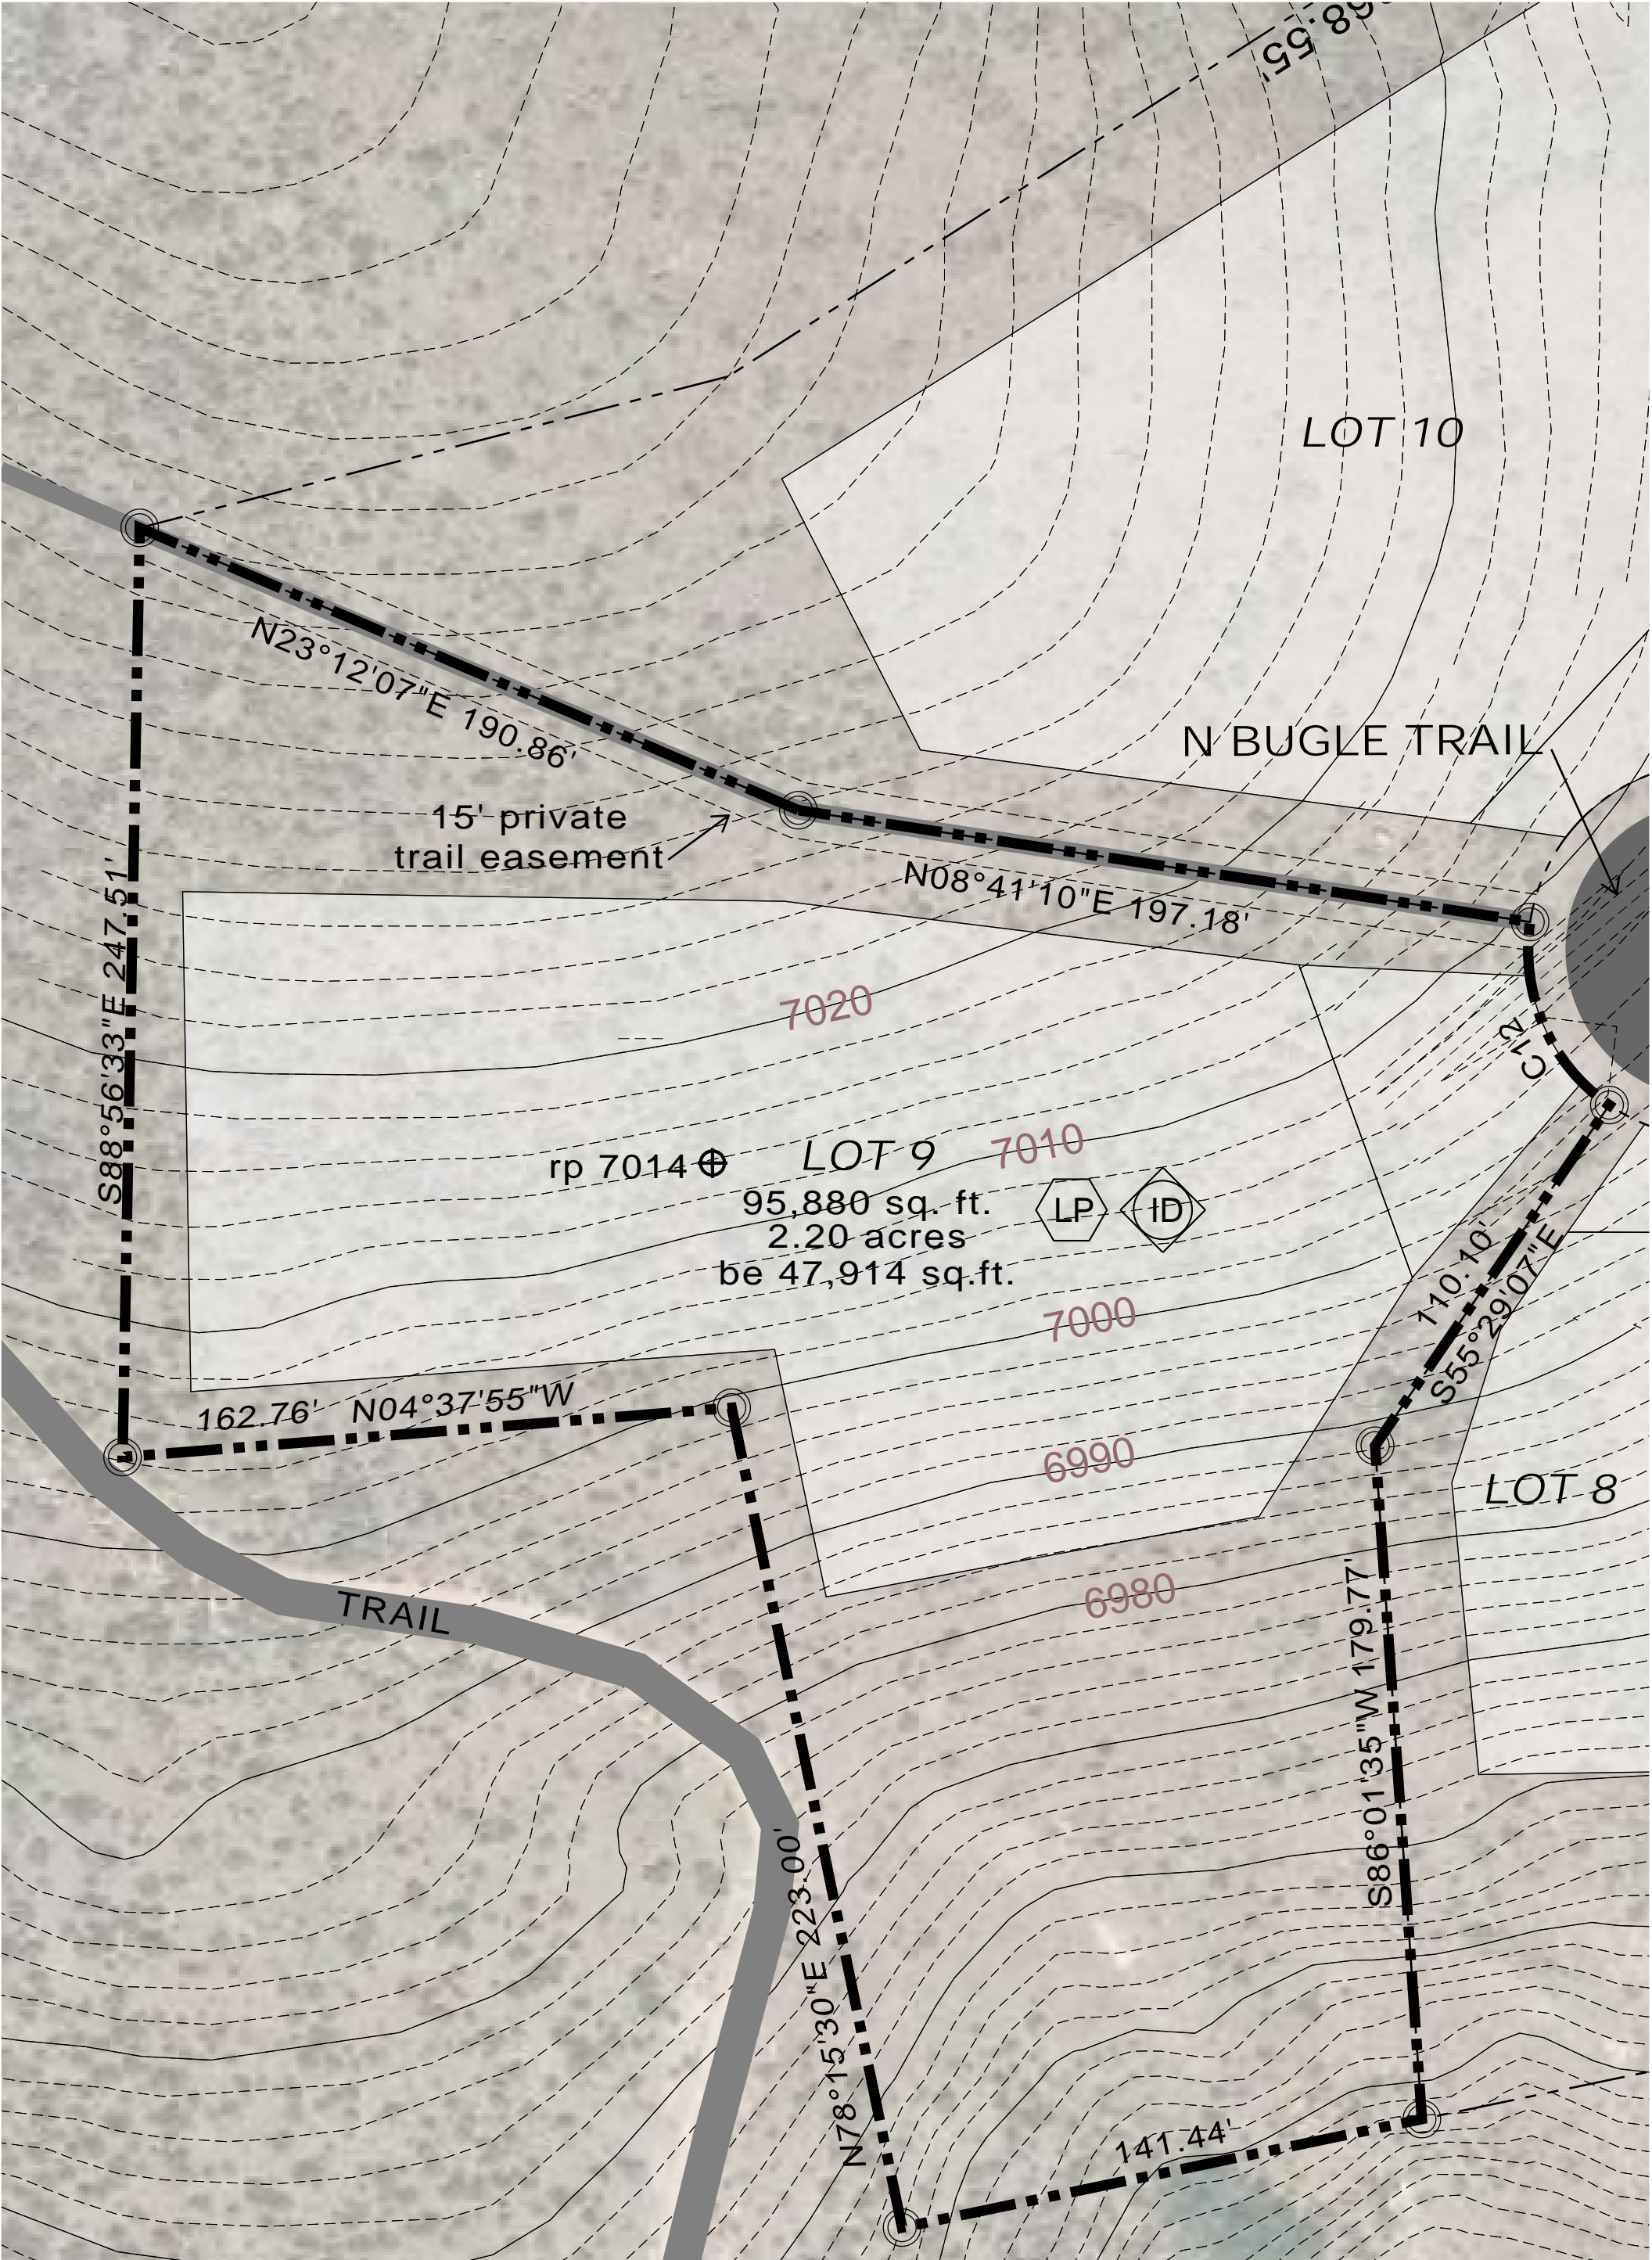 68.55'
LOT 10
N23°12'07"E 190.86'
N BUGLE TRAIL
15' private
trail easement
N08°41'10"E 197.18'
S88°56'33"E 247.51'
7020
C12
7010
rp 7014
LOT 9
95,880 sq. ft.
2.20 acres
be 47,914 sq.ft.
LP
ID
110.10'
S55°29'07"E
7000
162.76' N04°37'55"W
6990
LOT 8
6980
TRAIL
S86°01'35"W 179.77'
N78°15'30"E 223.00'
141.44'